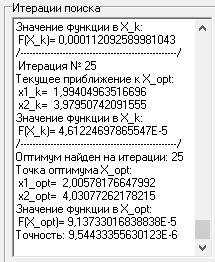 Итерации поиска
Значение функции в X_k:
F(X_k)= 0,000112092589981043
/----------------------------------------/
Итерация № 25
Текущее приближение к X_opt:
x1_k= 1,99404963516696
x2_k= 3,97950742091555
Значение функции в X_k:
F(X_k)= 4,61224697865547E-5
/----------------------------------------/
Оптимум найден на итерации: 25
Точка оптимума X_opt:
x1_opt= 2,00578176647992
x2_opt= 4,03077262178215
Значение функции в X_opt:
F(X_opt)= 9,13733016838838E-5
Точность: 9,54433355630123E-6